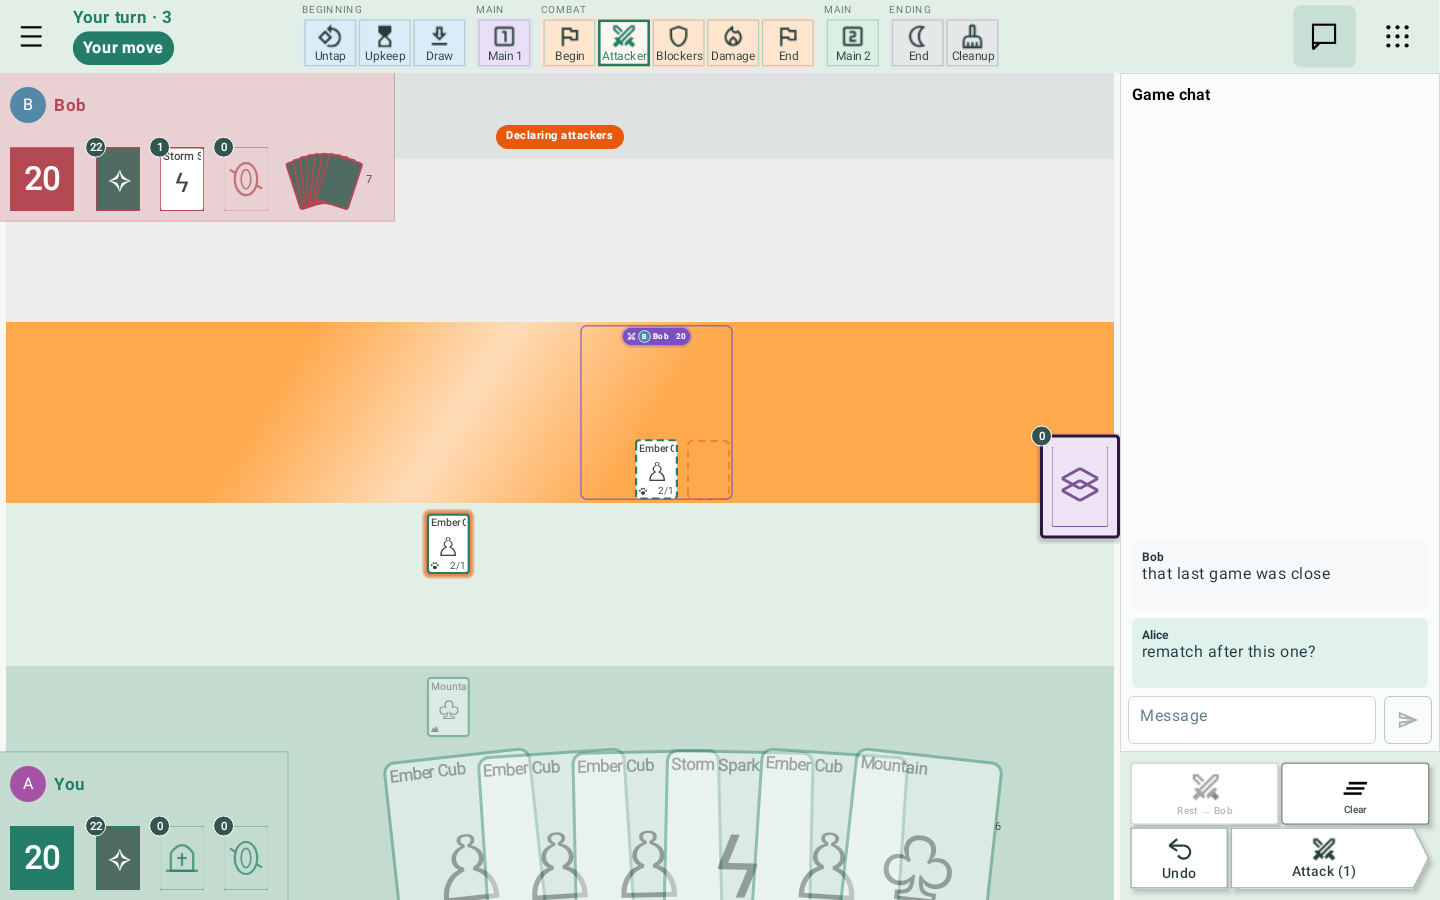 Your turn · 3
Your move
BEGINNING
Untap
Upkeep
Draw
MAIN
Main 1
COMBAT
Begin
Attacker
Blockers
Damage
End
MAIN
Main 2
ENDING
End
Cleanup
B
Bob
20
22
1
Storm S
0
7
Declaring attackers
B Bob 20
Ember C
2/1
0
Ember C
2/1
Mounta
A
You
20
22
0
0
Ember Cub
Ember Cub
Ember Cub
Storm Spark
Ember Cub
Mountain
6
Game chat
Bob
that last game was close
Alice
rematch after this one?
Message
Rest → Bob
Clear
Undo
Attack (1)